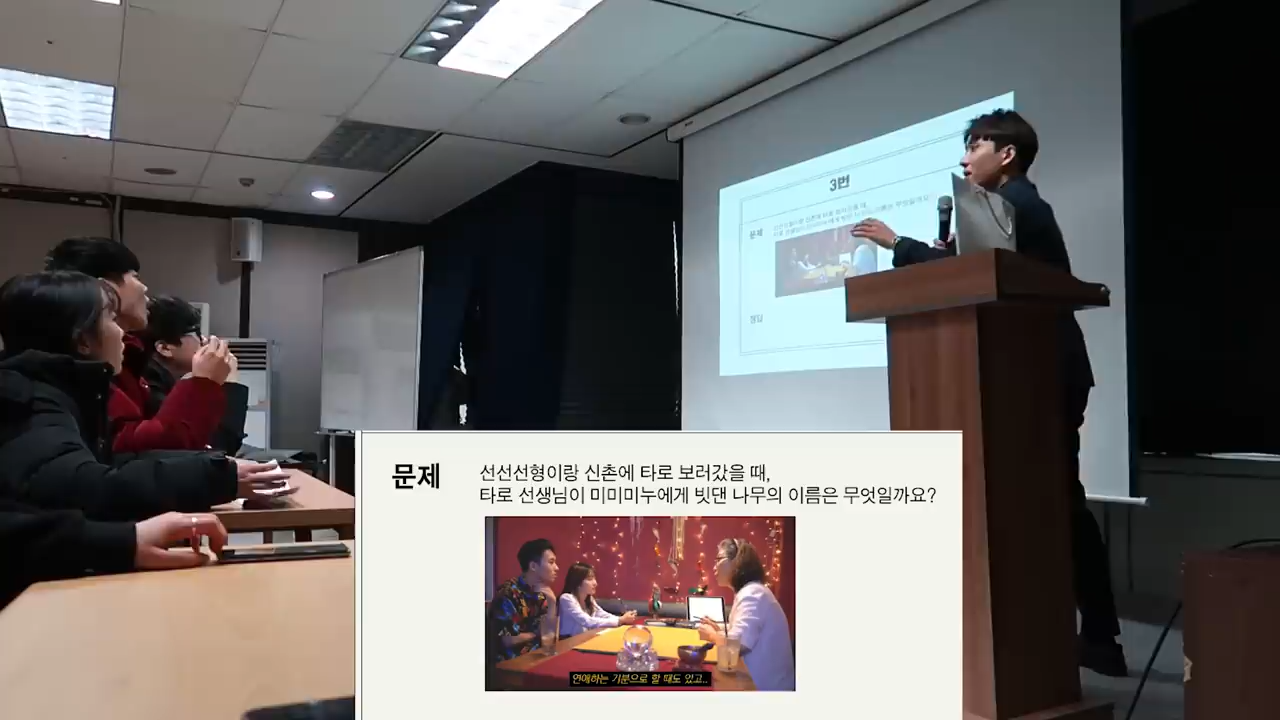 3번
문제
정답
문제
선선선형이랑 신촌에 타로 보러갔을 때,
타로 선생님이 미미미누에게 빗댄 나무의 이름은 무엇일까요?
연애하는 기분으로 할 때도 있고..